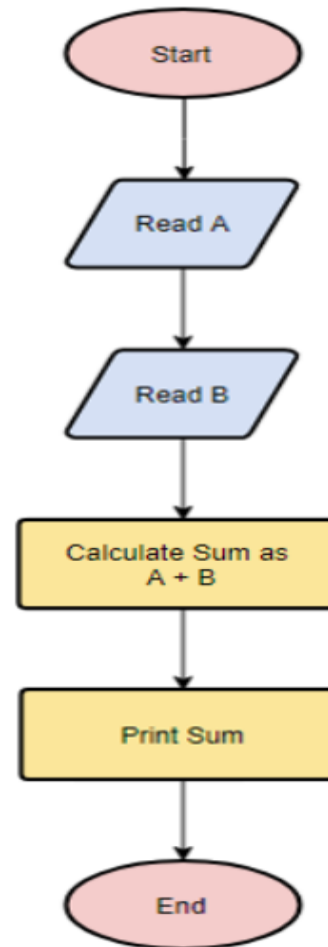 Start
Read A
Read B
Calculate Sum as
A + B
Print Sum
End